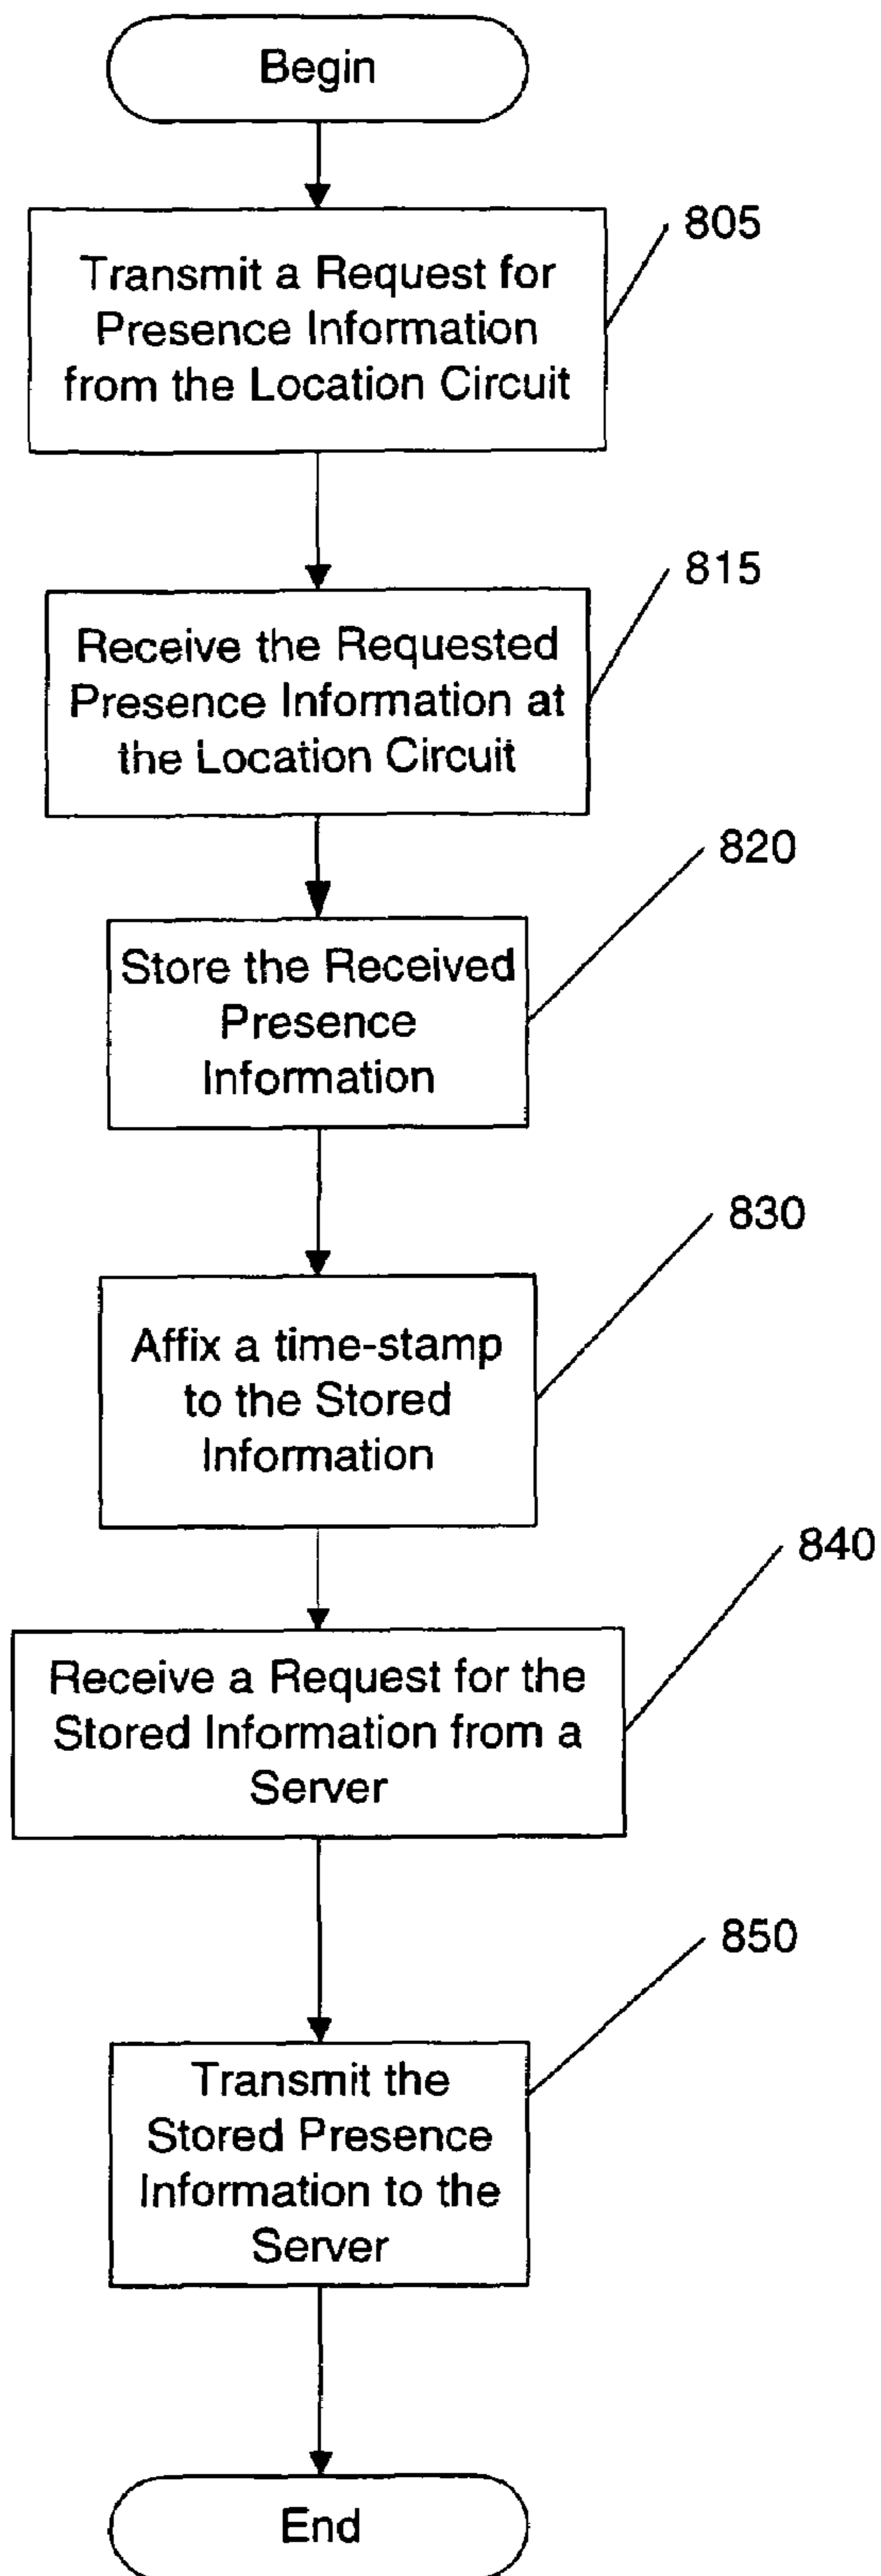 Begin
805
Transmit a Request for
Presence Information
from the Location Circuit
815
Receive the Requested
Presence Information at
the Location Circuit
820
Store the Received
Presence
Information
830
Affix a time-stamp
to the Stored
Information
840
Receive a Request for the
Stored Information from a
Server
850
Transmit the
Stored Presence
Information to the
Server
End